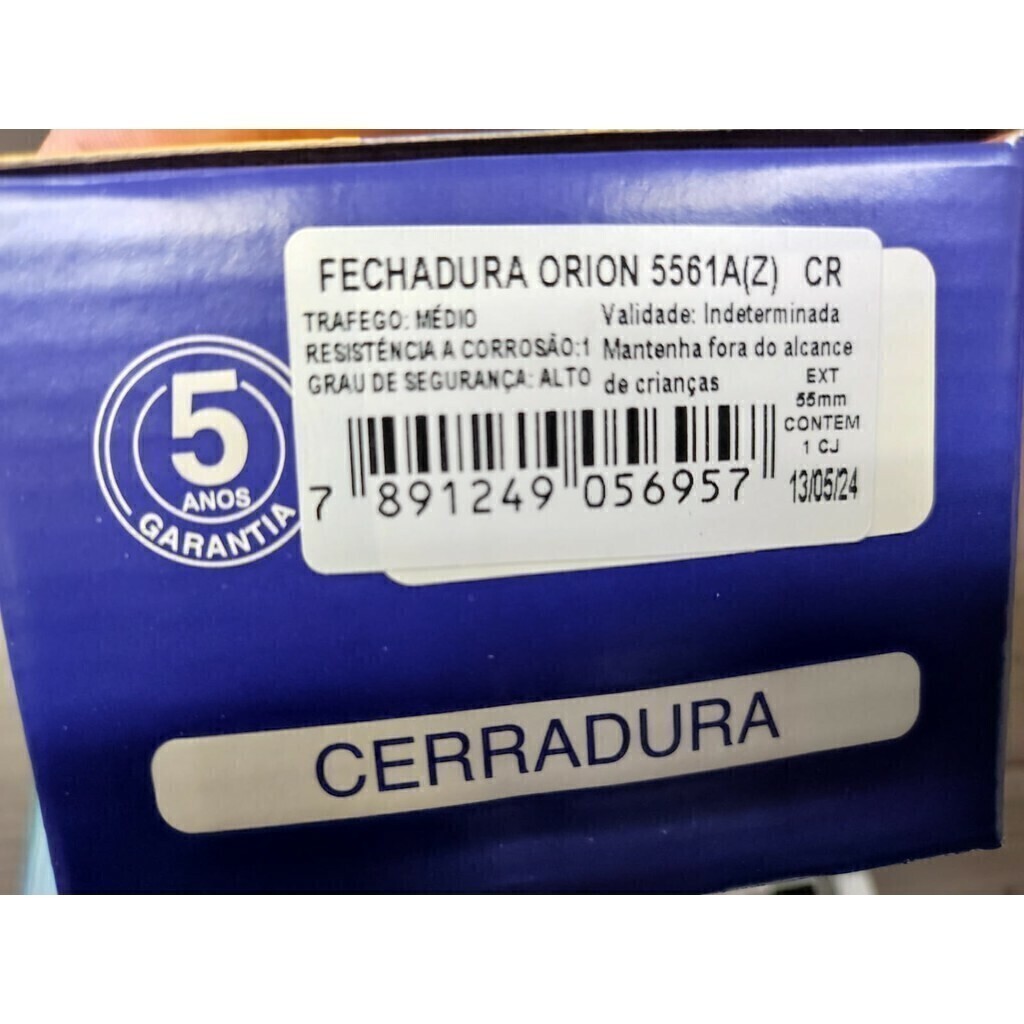 FECHADURA ORION 5561A(Z) CR
TRAFEGO: MÉDIO
RESISTÊNCIA A CORROSÃO:1
GRAU DE SEGURANÇA: ALTO
Validade: Indeterminada
Mantenha fora do alcance
de crianças
EXT
55mm
CONTEM
1 CJ
13/05/24
7 891249 056957
5
ANOS
GARANTIA
CERRADURA